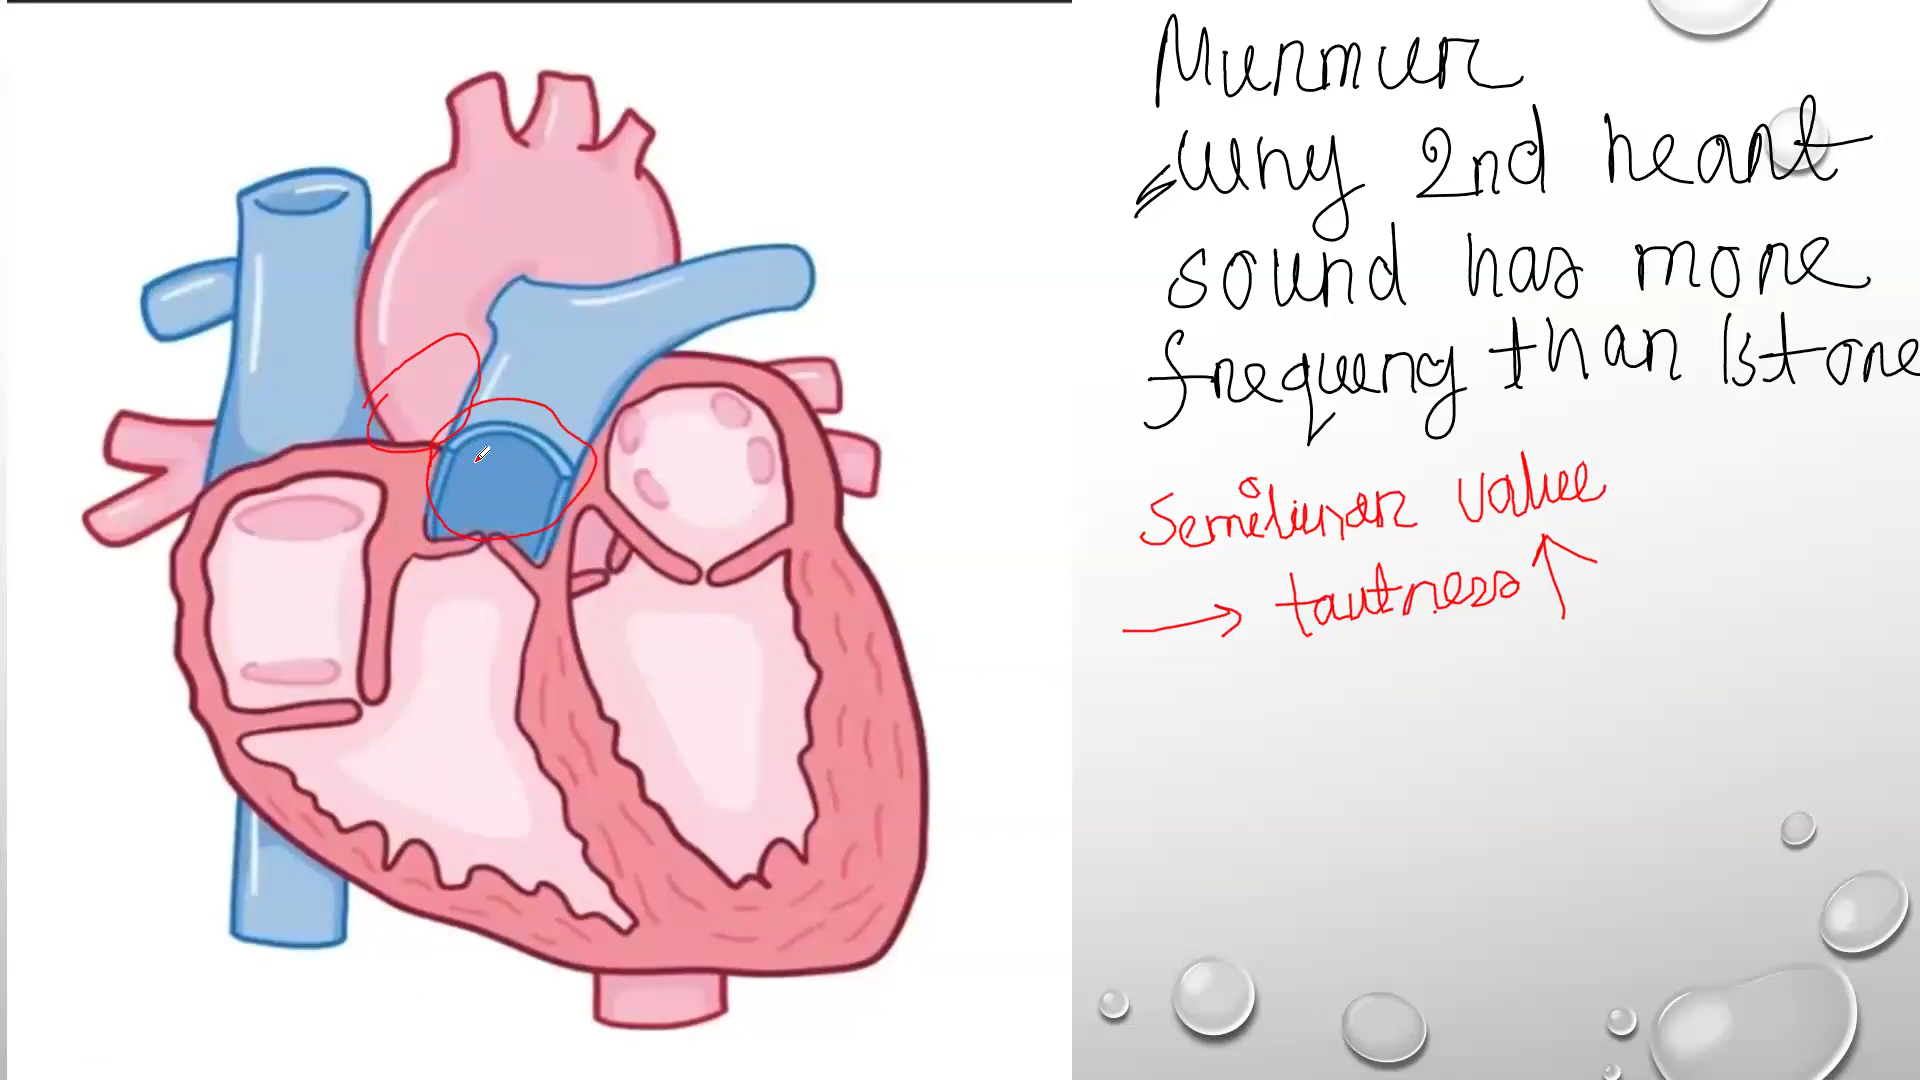 Murmur
Why 2nd heart
sound has more
frequency than 1st one
Semilunar valve
→ tautness ↑